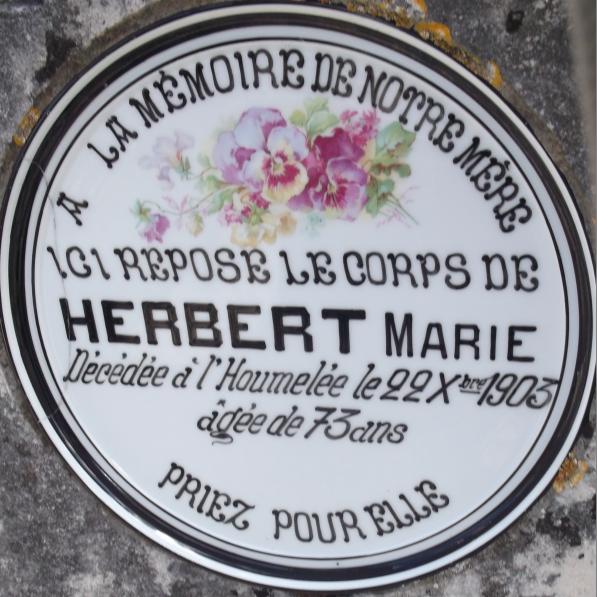 A LA MÉMOIRE DE NOTRE MÈRE
ICI REPOSE LE CORPS DE
HERBERT MARIE
Décédée à l'Houmelée le 22 Xbre 1903
âgée de 73 ans
PRIEZ POUR ELLE